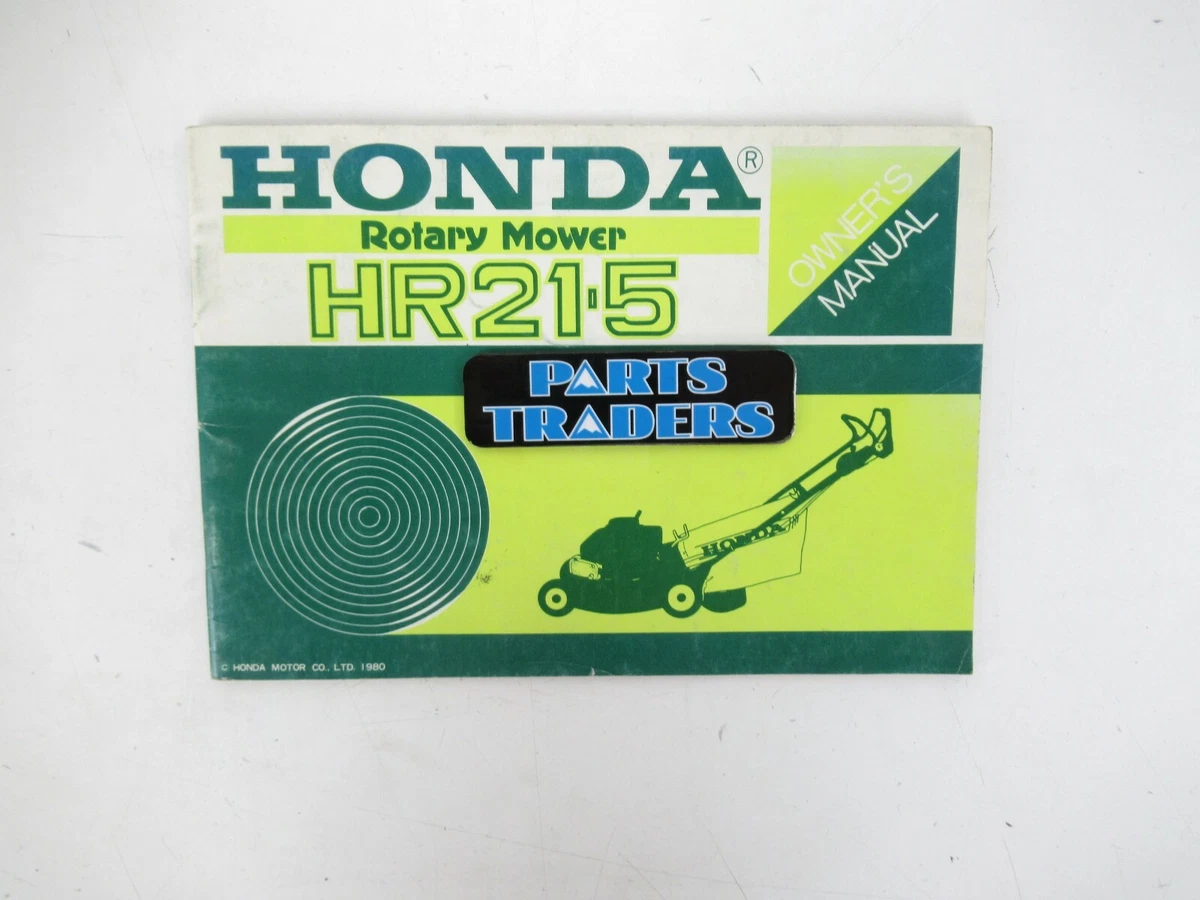 HONDA®
Rotary Mower
HR21·5
OWNER'S
MANUAL
PARTS
TRADERS
HONDA
© HONDA MOTOR CO., LTD. 1980